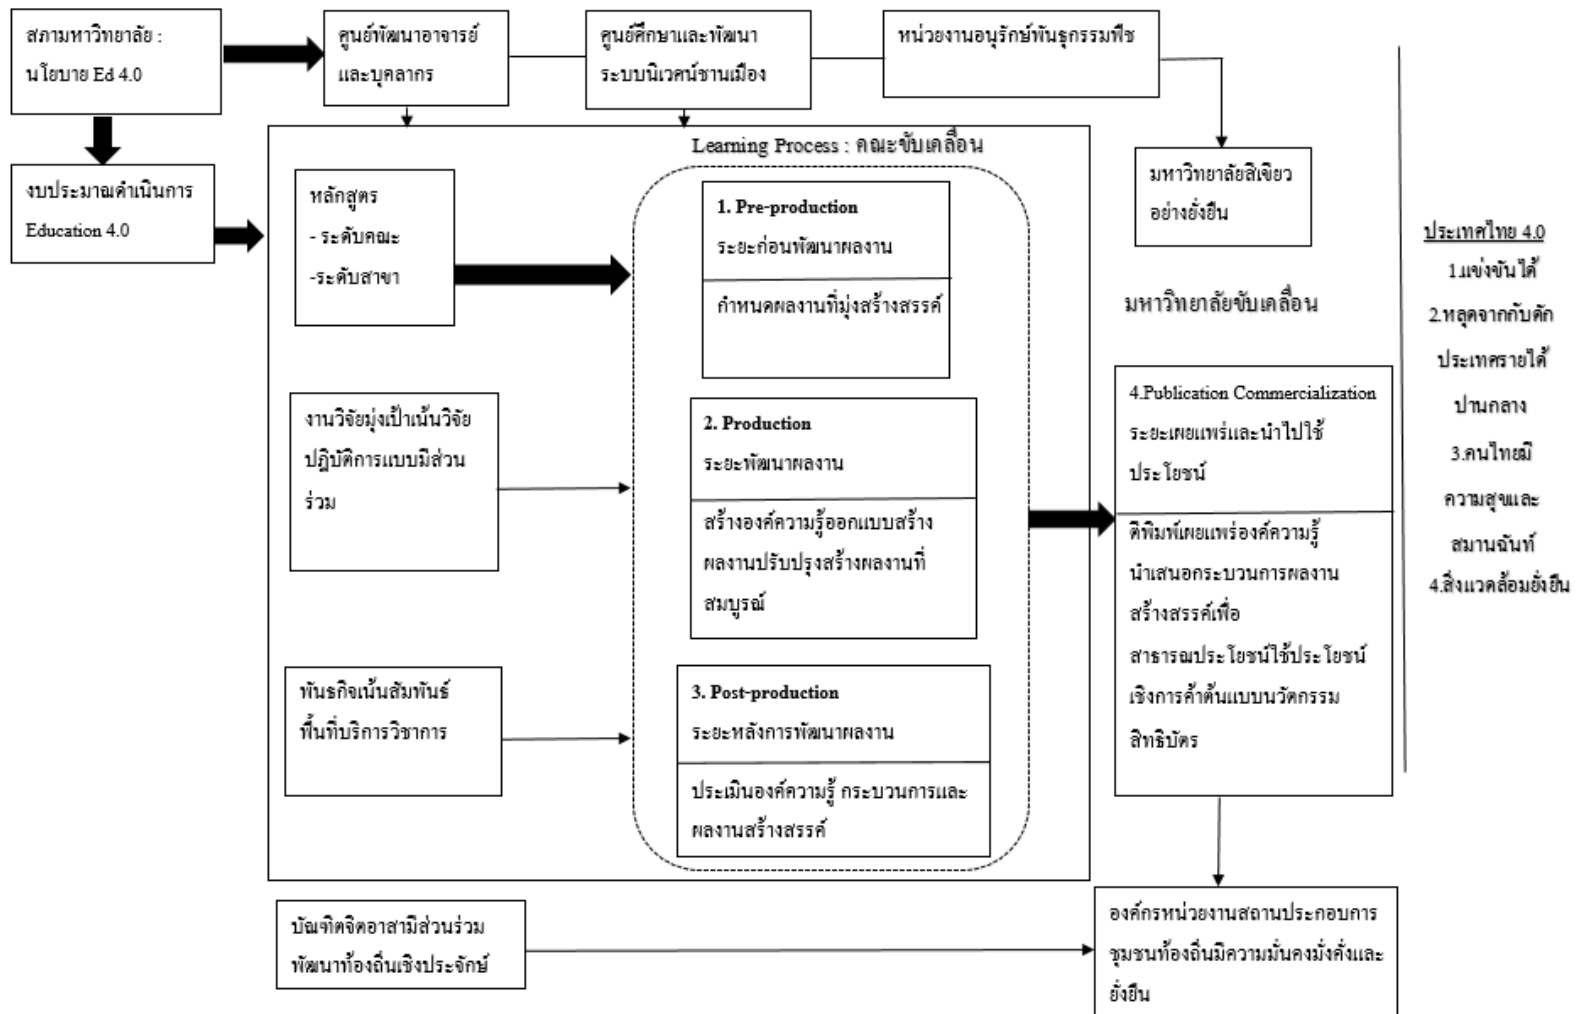 สภามหาวิทยาลัย :
นโยบาย Ed 4.0
ศูนย์พัฒนาอาจารย์
และบุคลากร
ศูนย์ศึกษาและพัฒนา
ระบบนิเวศน์ชานเมือง
หน่วยงานอนุรักษ์พันธุกรรมพืช
งบประมาณดำเนินการ
Education 4.0
มหาวิทยาลัยสีเขียว
อย่างยั่งยืน
Learning Process : คณะขับเคลื่อน
หลักสูตร
- ระดับคณะ
-ระดับสาขา
1. Pre-production
ระยะก่อนพัฒนาผลงาน
กำหนดผลงานที่มุ่งสร้างสรรค์
งานวิจัยมุ่งเป้าเน้นวิจัย
ปฏิบัติการแบบมีส่วน
ร่วม
2. Production
ระยะพัฒนาผลงาน
สร้างองค์ความรู้ออกแบบสร้าง
ผลงานปรับปรุงสร้างผลงานที่
สมบูรณ์
พันธกิจเน้นสัมพันธ์
พื้นที่บริการวิชาการ
3. Post-production
ระยะหลังการพัฒนาผลงาน
ประเมินองค์ความรู้ กระบวนการและ
ผลงานสร้างสรรค์
มหาวิทยาลัยขับเคลื่อน
4.Publication Commercialization
ระยะเผยแพร่และนำไปใช้
ประโยชน์
ตีพิมพ์เผยแพร่องค์ความรู้
นำเสนอกระบวนการผลงาน
สร้างสรรค์เพื่อ
สาธารณประโยชน์ใช้ประโยชน์
เชิงการค้าต้นแบบนวัตกรรม
สิทธิบัตร
ประเทศไทย 4.0
1.แข่งขันได้
2.หลุดจากกับดัก
ประเทศรายได้
ปานกลาง
3.คนไทยมี
ความสุขและ
สมานฉันท์
4.สิ่งแวดล้อมยั่งยืน
บัณฑิตจิตอาสามีส่วนร่วม
พัฒนาท้องถิ่นเชิงประจักษ์
องค์กรหน่วยงานสถานประกอบการ
ชุมชนท้องถิ่นมีความมั่นคงมั่งคั่งและ
ยั่งยืน